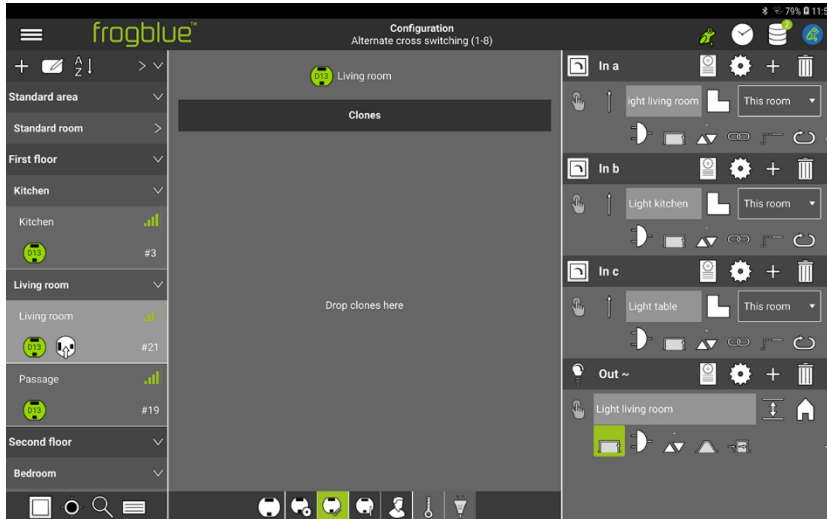 79% 11:5
frogblue™
Configuration
Alternate cross switching (1-8)
2
A
Z
Standard area
Standard room
First floor
Kitchen
Kitchen
D13
#3
Living room
Living room
D13
#21
Passage
D13
#19
Second floor
Bedroom
D13 Living room
Clones
Drop clones here
In a
ight living room
This room
In b
Light kitchen
This room
In c
Light table
This room
Out ~
Light living room